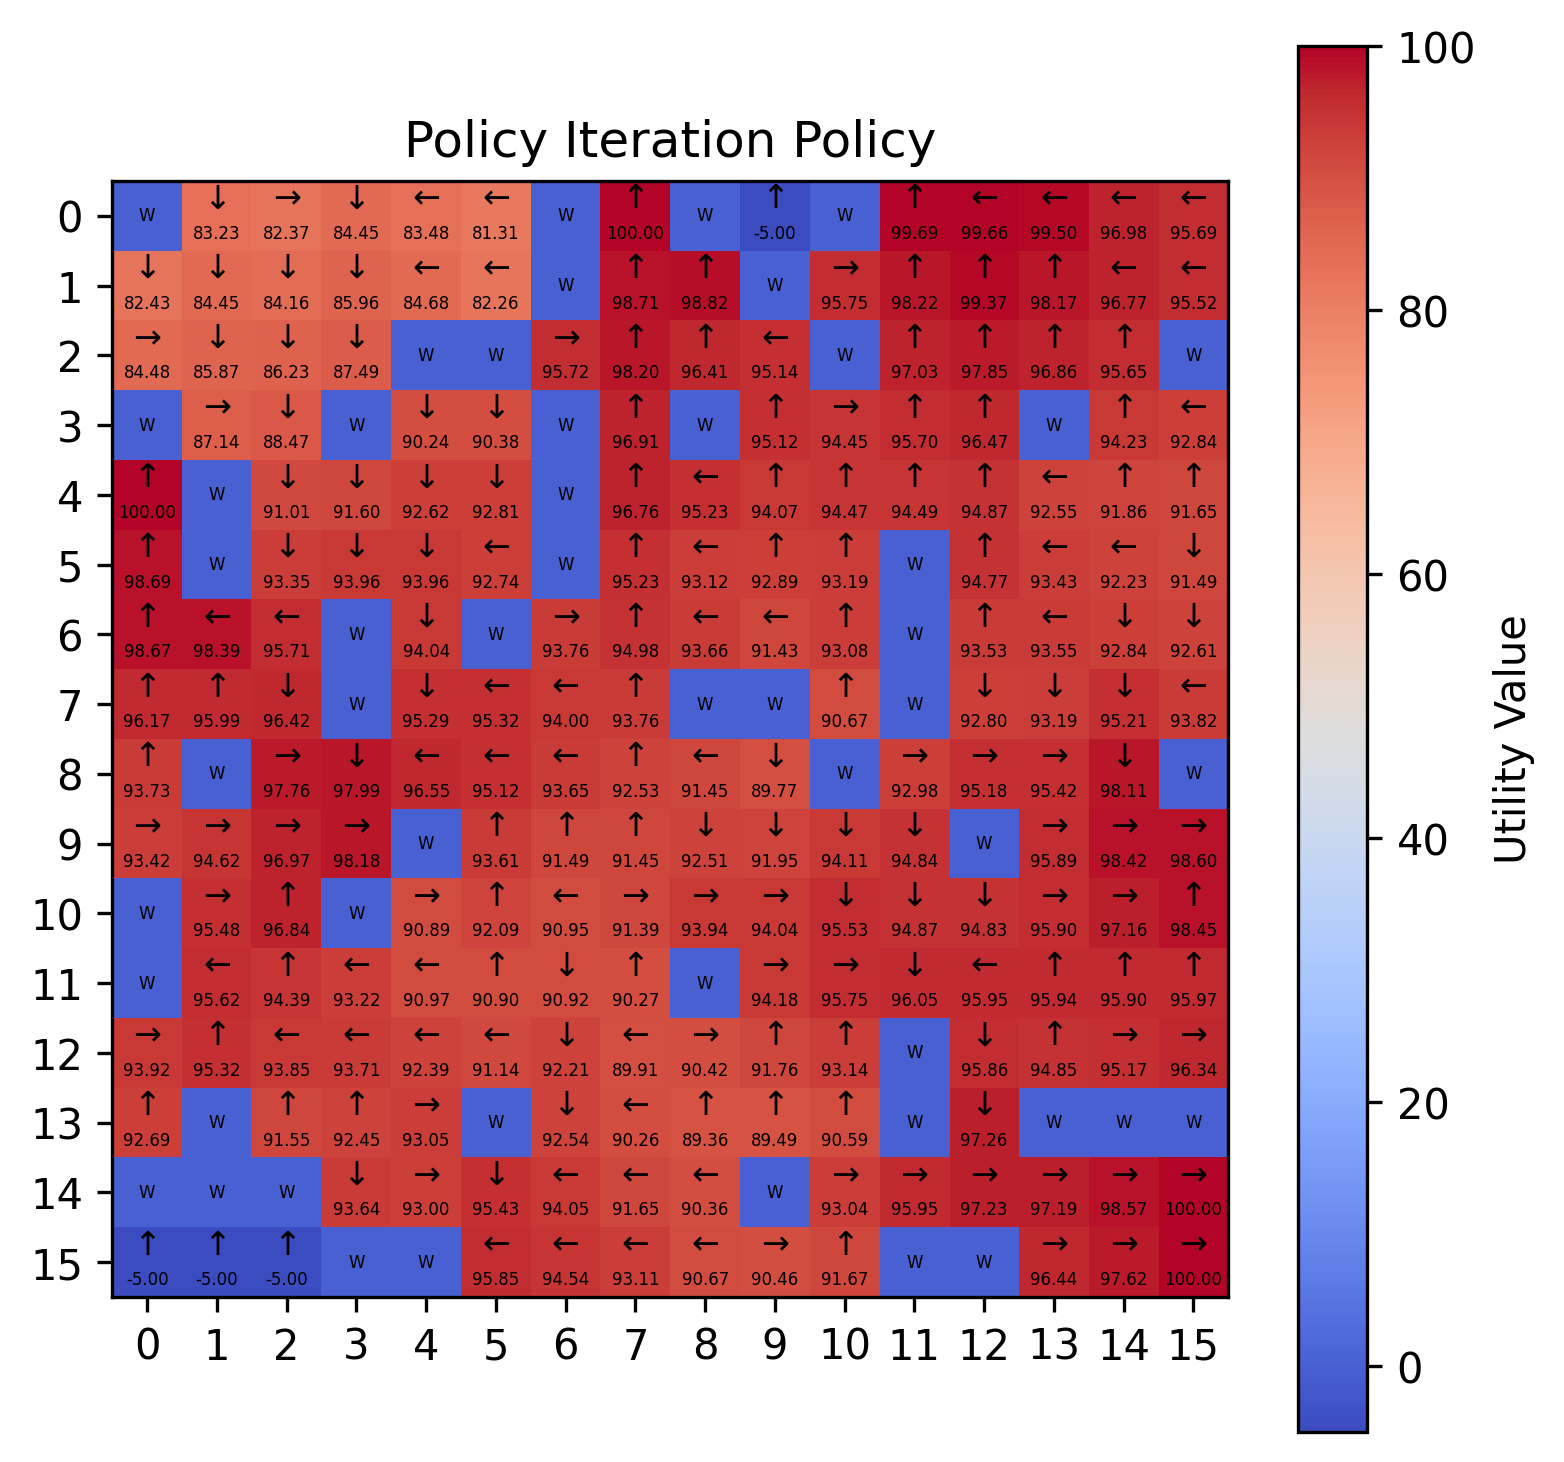 Policy Iteration Policy
0 W ↓ → ↓ ← ← W ↑ W ↑ W ↑ ← ← ← ←
83.23 82.37 84.45 83.48 81.31 100.00 -5.00 99.69 99.66 99.50 96.98 95.69
1 ↓ ↓ ↓ ↓ ← ← W ↑ ↑ W → ↑ ↑ ↑ ← ←
82.43 84.45 84.16 85.96 84.68 82.26 98.71 98.82 95.75 98.22 99.37 98.17 96.77 95.52
2 → ↓ ↓ ↓ W W → ↑ ↑ ← W ↑ ↑ ↑ ↑ W
84.48 85.87 86.23 87.49 95.72 98.20 96.41 95.14 97.03 97.85 96.86 95.65
3 W → ↓ W ↓ ↓ W ↑ W ↑ → ↑ ↑ W ↑ ←
87.14 88.47 90.24 90.38 96.91 95.12 94.45 95.70 96.47 94.23 92.84
4 ↑ W ↓ ↓ ↓ ↓ W ↑ ← ↑ ↑ ↑ ↑ ← ↑ ↑
100.00 91.01 91.60 92.62 92.81 96.76 95.23 94.07 94.47 94.49 94.87 92.55 91.86 91.65
5 ↑ W ↓ ↓ ↓ ← W ↑ ← ↑ ↑ W ↑ ← ← ↓
98.69 93.35 93.96 93.96 92.74 95.23 93.12 92.89 93.19 94.77 93.43 92.23 91.49
6 ↑ ← ← W ↓ W → ↑ ← ← ↑ W ↑ ← ↓ ↓
98.67 98.39 95.71 94.04 93.76 94.98 93.66 91.43 93.08 93.53 93.55 92.84 92.61
7 ↑ ↑ ↓ W ↓ ← ← ↑ W W ↑ W ↓ ↓ ↓ ←
96.17 95.99 96.42 95.29 95.32 94.00 93.76 90.67 92.80 93.19 95.21 93.82
8 ↑ W → ↓ ← ← ← ↑ ← ↓ W → → → ↓ W
93.73 97.76 97.99 96.55 95.12 93.65 92.53 91.45 89.77 92.98 95.18 95.42 98.11
9 → → → → W ↑ ↑ ↑ ↓ ↓ ↓ ↓ W → → →
93.42 94.62 96.97 98.18 93.61 91.49 91.45 92.51 91.95 94.11 94.84 95.89 98.42 98.60
10 W → ↑ W → ↑ ← → → → ↓ ↓ ↓ → → ↑
95.48 96.84 90.89 92.09 90.95 91.39 93.94 94.04 95.53 94.87 94.83 95.90 97.16 98.45
11 W ← ↑ ← ← ↑ ↓ ↑ W → → ↓ ← ↑ ↑ ↑
95.62 94.39 93.22 90.97 90.90 90.92 90.27 94.18 95.75 96.05 95.95 95.94 95.90 95.97
12 → ↑ ← ← ← ← ↓ ← → ↑ ↑ W ↓ ↑ → →
93.92 95.32 93.85 93.71 92.39 91.14 92.21 89.91 90.42 91.76 93.14 95.86 94.85 95.17 96.34
13 ↑ W ↑ ↑ → W ↓ ← ↑ ↑ ↑ W ↓ W W W
92.69 91.55 92.45 93.05 92.54 90.26 89.36 89.49 90.59 97.26
14 W W W ↓ → ↓ ← ← ← W → → → → → →
93.64 93.00 95.43 94.05 91.65 90.36 93.04 95.95 97.23 97.19 98.57 100.00
15 ↑ ↑ ↑ W W ← ← ← ← → ↑ W W → → →
-5.00 -5.00 -5.00 95.85 94.54 93.11 90.67 90.46 91.67 96.44 97.62 100.00
0 1 2 3 4 5 6 7 8 9 10 11 12 13 14 15
100
80
60
40
20
0
Utility Value